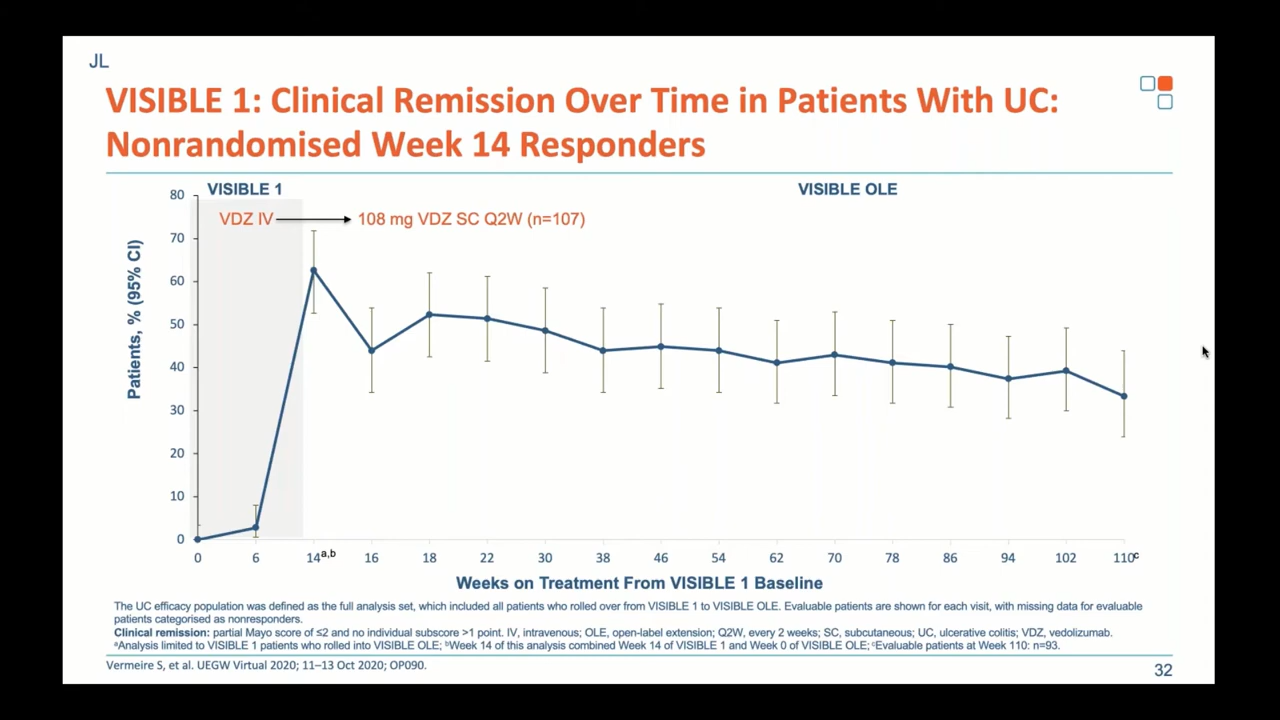 JL
VISIBLE 1: Clinical Remission Over Time in Patients With UC:
Nonrandomised Week 14 Responders
VISIBLE 1
VISIBLE OLE
VDZ IV
108 mg VDZ SC Q2W (n=107)
Patients, % (95% CI)
80
70
60
50
40
30
20
10
0
0 6 14a,b 16 18 22 30 38 46 54 62 70 78 86 94 102 110c
Weeks on Treatment From VISIBLE 1 Baseline
The UC efficacy population was defined as the full analysis set, which included all patients who rolled over from VISIBLE 1 to VISIBLE OLE. Evaluable patients are shown for each visit, with missing data for evaluable
patients categorised as nonresponders.
Clinical remission: partial Mayo score of ≤2 and no individual subscore >1 point. IV, intravenous; OLE, open-label extension; Q2W, every 2 weeks; SC, subcutaneous; UC, ulcerative colitis; VDZ, vedolizumab.
aAnalysis limited to VISIBLE 1 patients who rolled into VISIBLE OLE; bWeek 14 of this analysis combined Week 14 of VISIBLE 1 and Week 0 of VISIBLE OLE; cEvaluable patients at Week 110: n=93.
Vermeire S, et al. UEGW Virtual 2020; 11–13 Oct 2020; OP090.
32